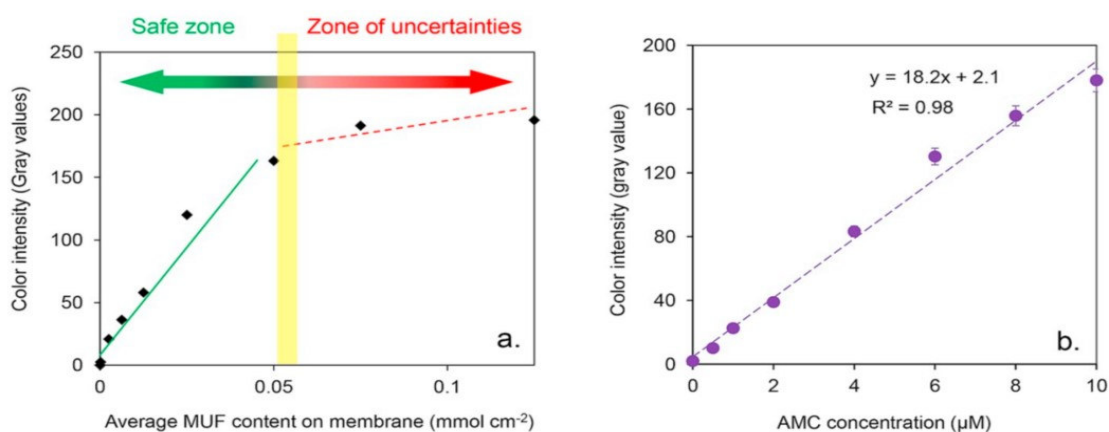 Safe zone Zone of uncertainties
250
200
150
100
50
0
Color intensity (Gray values)
0 0.05 0.1
Average MUF content on membrane (mmol cm⁻²)
a.
200
160
120
80
40
0
Color intensity (gray value)
y = 18.2x + 2.1
R² = 0.98
b.
0 2 4 6 8 10
AMC concentration (µM)